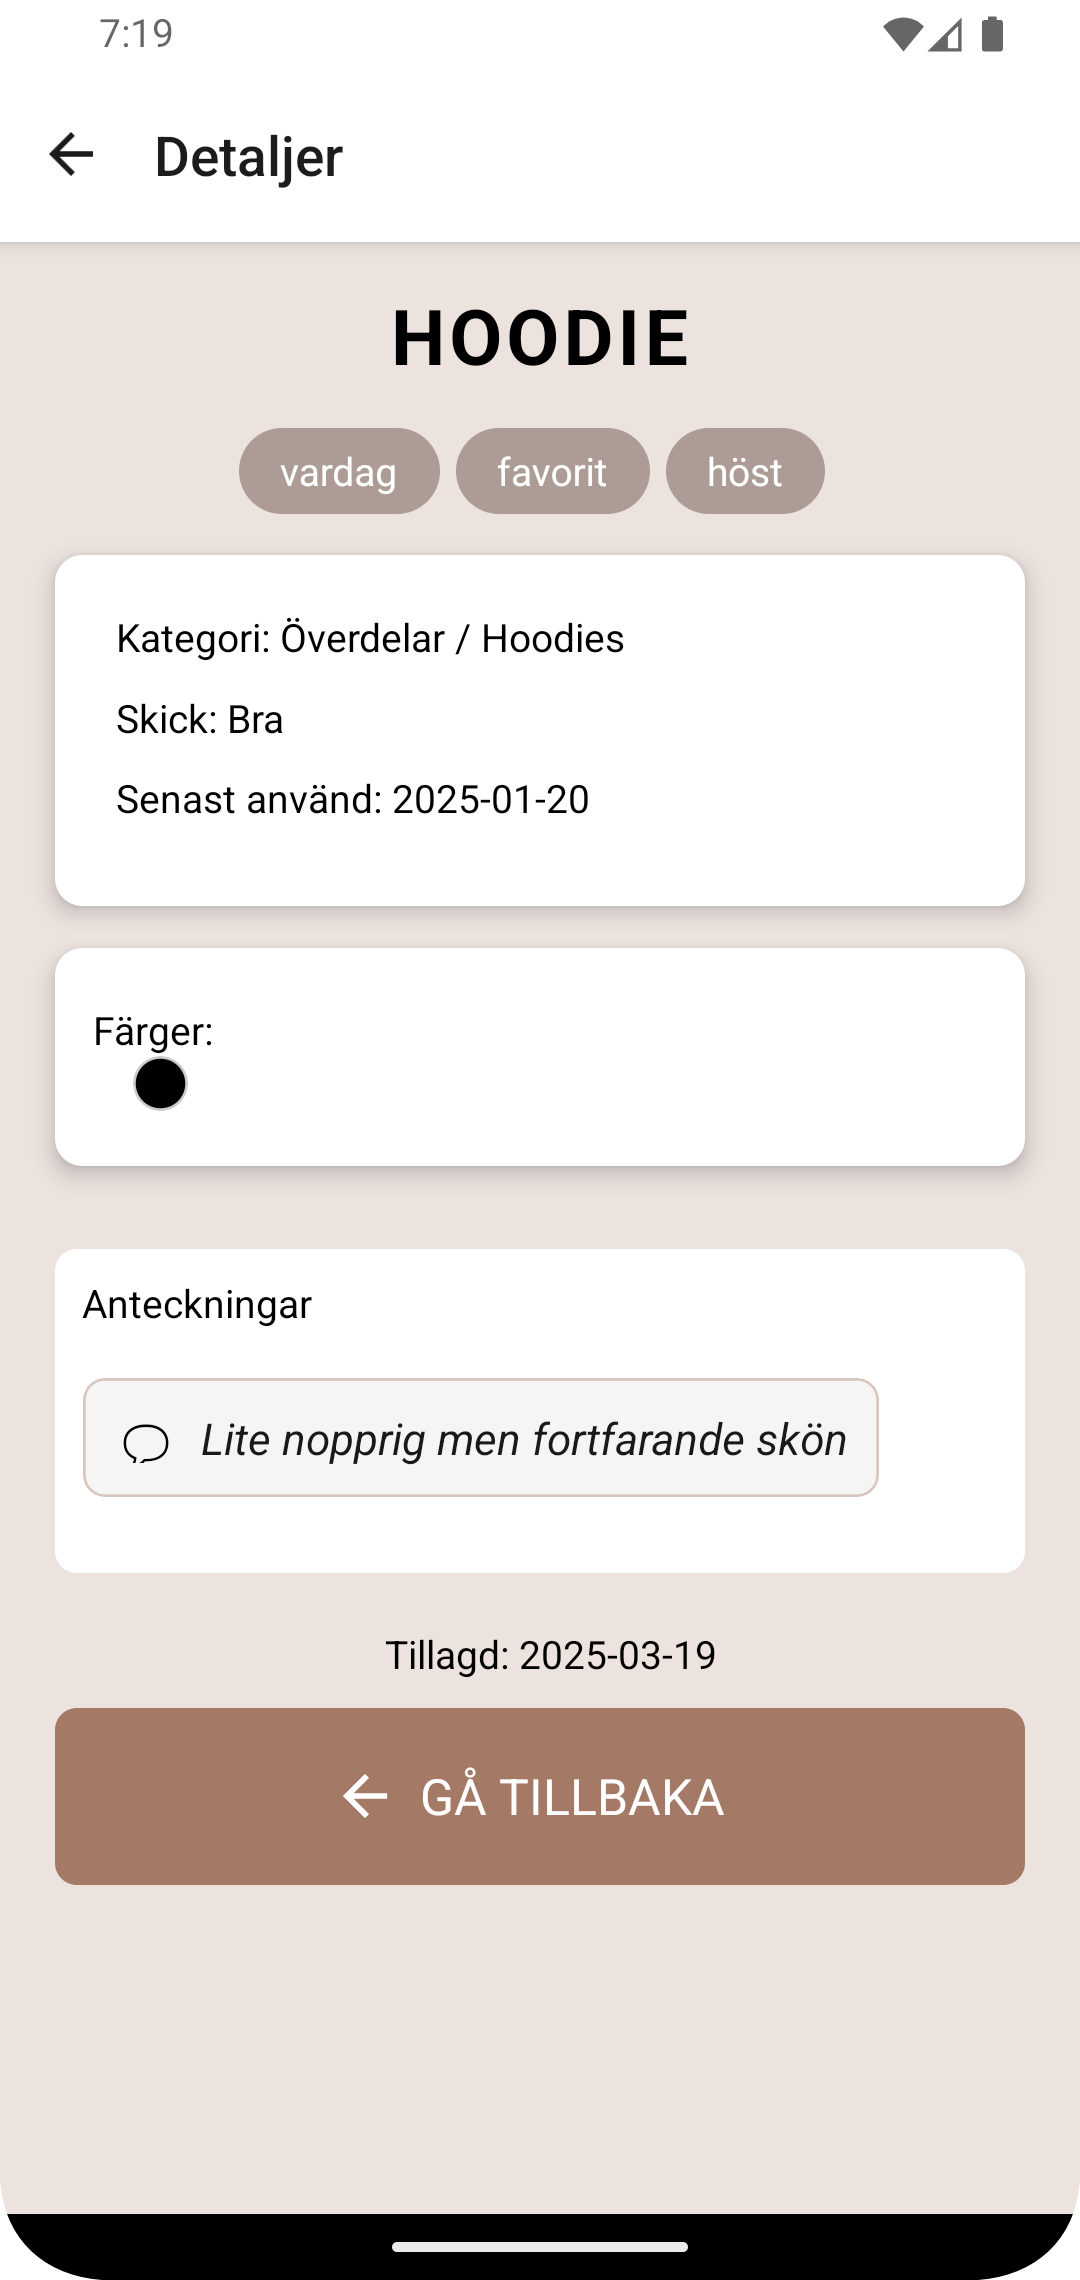 7:19
Detaljer
HOODIE
vardag favorit höst
Kategori: Överdelar / Hoodies
Skick: Bra
Senast använd: 2025-01-20
Färger:
Anteckningar
Lite nopprig men fortfarande skön
Tillagd: 2025-03-19
GÅ TILLBAKA